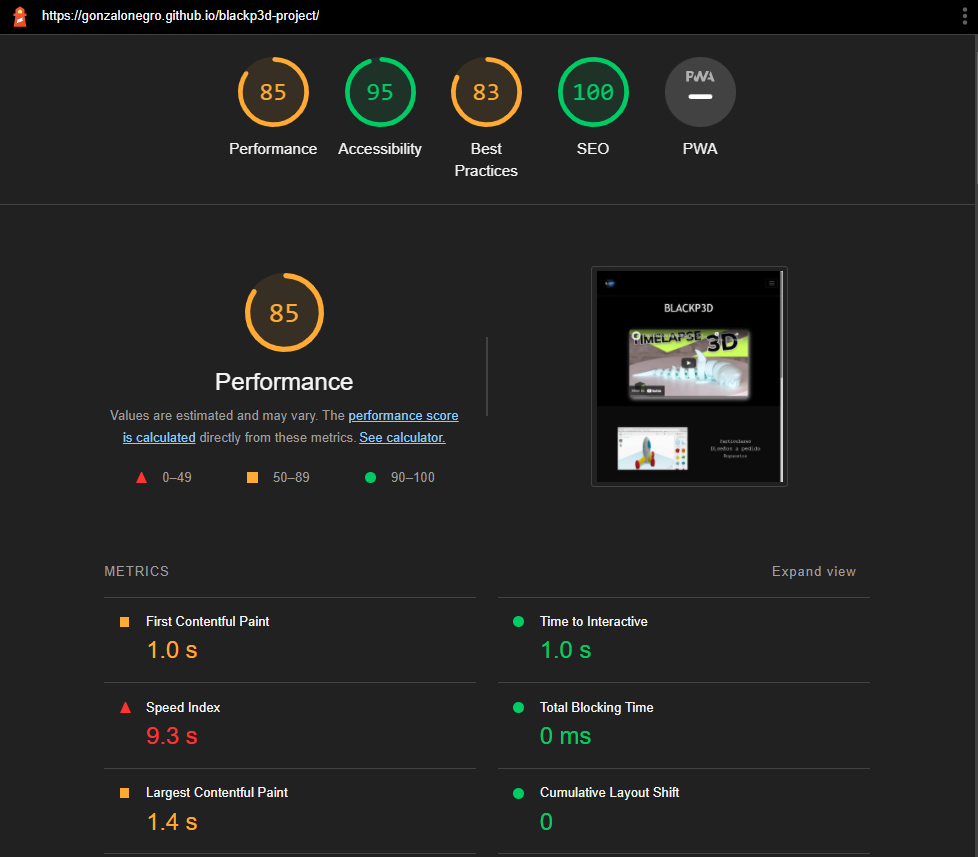 https://gonzalonegro.github.io/blackp3d-project/
85
95
83
100
PWA
Performance
Accessibility
Best
Practices
SEO
PWA
85
Performance
Values are estimated and may vary. The performance score
is calculated directly from these metrics. See calculator.
0–49
50–89
90–100
BLACKP3D
TIMELAPSE 3D
Particulares
Diseños a pedido
Repuestos
METRICS
Expand view
First Contentful Paint
1.0 s
Time to Interactive
1.0 s
Speed Index
9.3 s
Total Blocking Time
0 ms
Largest Contentful Paint
1.4 s
Cumulative Layout Shift
0